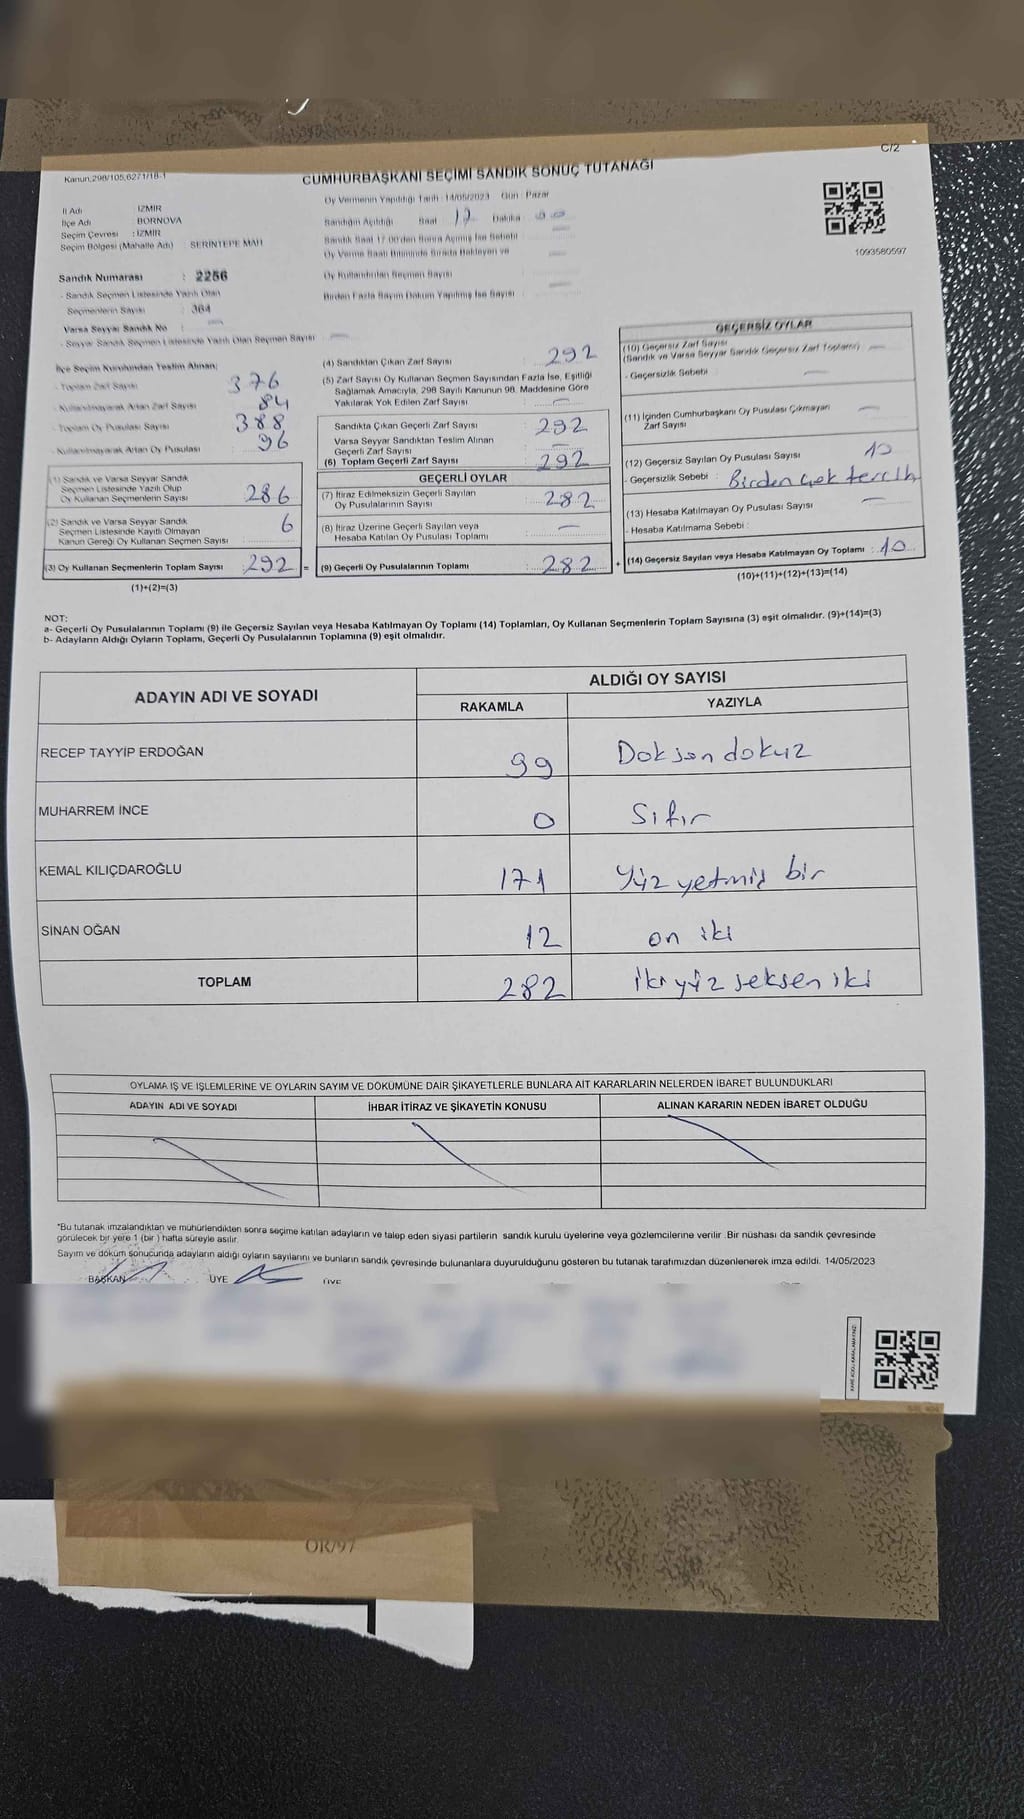 C/2
Kanun:298/105,6271/18-1
CUMHURBAŞKANI SEÇİMİ SANDIK SONUÇ TUTANAĞI
İl Adı : İZMİR
İlçe Adı : BORNOVA
Seçim Çevresi : İZMİR
Seçim Bölgesi (Mahalle Adı) : SERİNTEPE MAH
Oy Vermenin Yapıldığı Tarih : 14/05/2023 Gün : Pazar
Sandığın Açıldığı Saat 17 Dakika 00
Sandık Saat 17:00'den Sonra Açılmış İse Sebebi
Oy Verme Saati Bitiminde Sırada Bekleyen ve
Oy Kullandırılan Seçmen Sayısı
Birden Fazla Sayım Döküm Yapılmış İse Sayısı
1093580597
Sandık Numarası : 2256
- Sandık Seçmen Listesinde Yazılı Olan
Seçmenlerin Sayısı : 364
Varsa Seyyar Sandık No
- Seyyar Sandık Seçmen Listesinde Yazılı Olan Seçmen Sayısı
İlçe Seçim Kurulundan Teslim Alınan;
- Toplam Zarf Sayısı 376
- Kullanılmayarak Artan Zarf Sayısı 84
- Toplam Oy Pusulası Sayısı 388
- Kullanılmayarak Artan Oy Pusulası 96
(1) Sandık ve Varsa Seyyar Sandık
Seçmen Listesinde Yazılı Olup
Oy Kullanan Seçmenlerin Sayısı 286
(2) Sandık ve Varsa Seyyar Sandık
Seçmen Listesinde Kayıtlı Olmayan
Kanun Gereği Oy Kullanan Seçmen Sayısı 6
(3) Oy Kullanan Seçmenlerin Toplam Sayısı 292 =
(1)+(2)=(3)
(4) Sandıktan Çıkan Zarf Sayısı 292
(5) Zarf Sayısı Oy Kullanan Seçmen Sayısından Fazla İse, Eşitliği
Sağlamak Amacıyla, 298 Sayılı Kanunun 98. Maddesine Göre
Yakılarak Yok Edilen Zarf Sayısı : —
Sandıkta Çıkan Geçerli Zarf Sayısı : 292
Varsa Seyyar Sandıktan Teslim Alınan
Geçerli Zarf Sayısı : —
(6) Toplam Geçerli Zarf Sayısı : 292
GEÇERLİ OYLAR
(7) İtiraz Edilmeksizin Geçerli Sayılan
Oy Pusulalarının Sayısı : 282
(8) İtiraz Üzerine Geçerli Sayılan veya
Hesaba Katılan Oy Pusulası Toplamı : —
(9) Geçerli Oy Pusulalarının Toplamı : 282 +
GEÇERSİZ OYLAR
(10) Geçersiz Zarf Sayısı
(Sandık ve Varsa Seyyar Sandık Geçersiz Zarf Toplamı) : —
- Geçersizlik Sebebi : —
(11) İçinden Cumhurbaşkanı Oy Pusulası Çıkmayan
Zarf Sayısı : —
(12) Geçersiz Sayılan Oy Pusulası Sayısı : 10
- Geçersizlik Sebebi : Birden çok tercih
(13) Hesaba Katılmayan Oy Pusulası Sayısı : —
- Hesaba Katılmama Sebebi :
(14) Geçersiz Sayılan veya Hesaba Katılmayan Oy Toplamı : 10
(10)+(11)+(12)+(13)=(14)
NOT:
a- Geçerli Oy Pusulalarının Toplamı (9) ile Geçersiz Sayılan veya Hesaba Katılmayan Oy Toplamı (14) Toplamları, Oy Kullanan Seçmenlerin Toplam Sayısına (3) eşit olmalıdır. (9)+(14)=(3)
b- Adayların Aldığı Oyların Toplamı, Geçerli Oy Pusulalarının Toplamına (9) eşit olmalıdır.
ADAYIN ADI VE SOYADI ALDIĞI OY SAYISI
RAKAMLA YAZIYLA
RECEP TAYYİP ERDOĞAN 99 Doksan dokuz
MUHARREM İNCE 0 Sıfır
KEMAL KILIÇDAROĞLU 171 Yüz yetmiş bir
SİNAN OĞAN 12 on iki
TOPLAM 282 iki yüz seksen iki
OYLAMA İŞ VE İŞLEMLERİNE VE OYLARIN SAYIM VE DÖKÜMÜNE DAİR ŞİKAYETLERLE BUNLARA AİT KARARLARIN NELERDEN İBARET BULUNDUKLARI
ADAYIN ADI VE SOYADI İHBAR İTİRAZ VE ŞİKAYETİN KONUSU ALINAN KARARIN NEDEN İBARET OLDUĞU
"Bu tutanak imzalandıktan ve mühürlendikten sonra seçime katılan adayların ve talep eden siyasi partilerin sandık kurulu üyelerine veya gözlemcilerine verilir .Bir nüshası da sandık çevresinde
görülecek bir yere 1 (bir ) hafta süreyle asılır.
Sayım ve döküm sonucunda adayların aldığı oyların sayılarını ve bunların sandık çevresinde bulunanlara duyurulduğunu gösteren bu tutanak tarafımızdan düzenlenerek imza edildi. 14/05/2023
BAŞKAN ÜYE ÜYE
OR/97